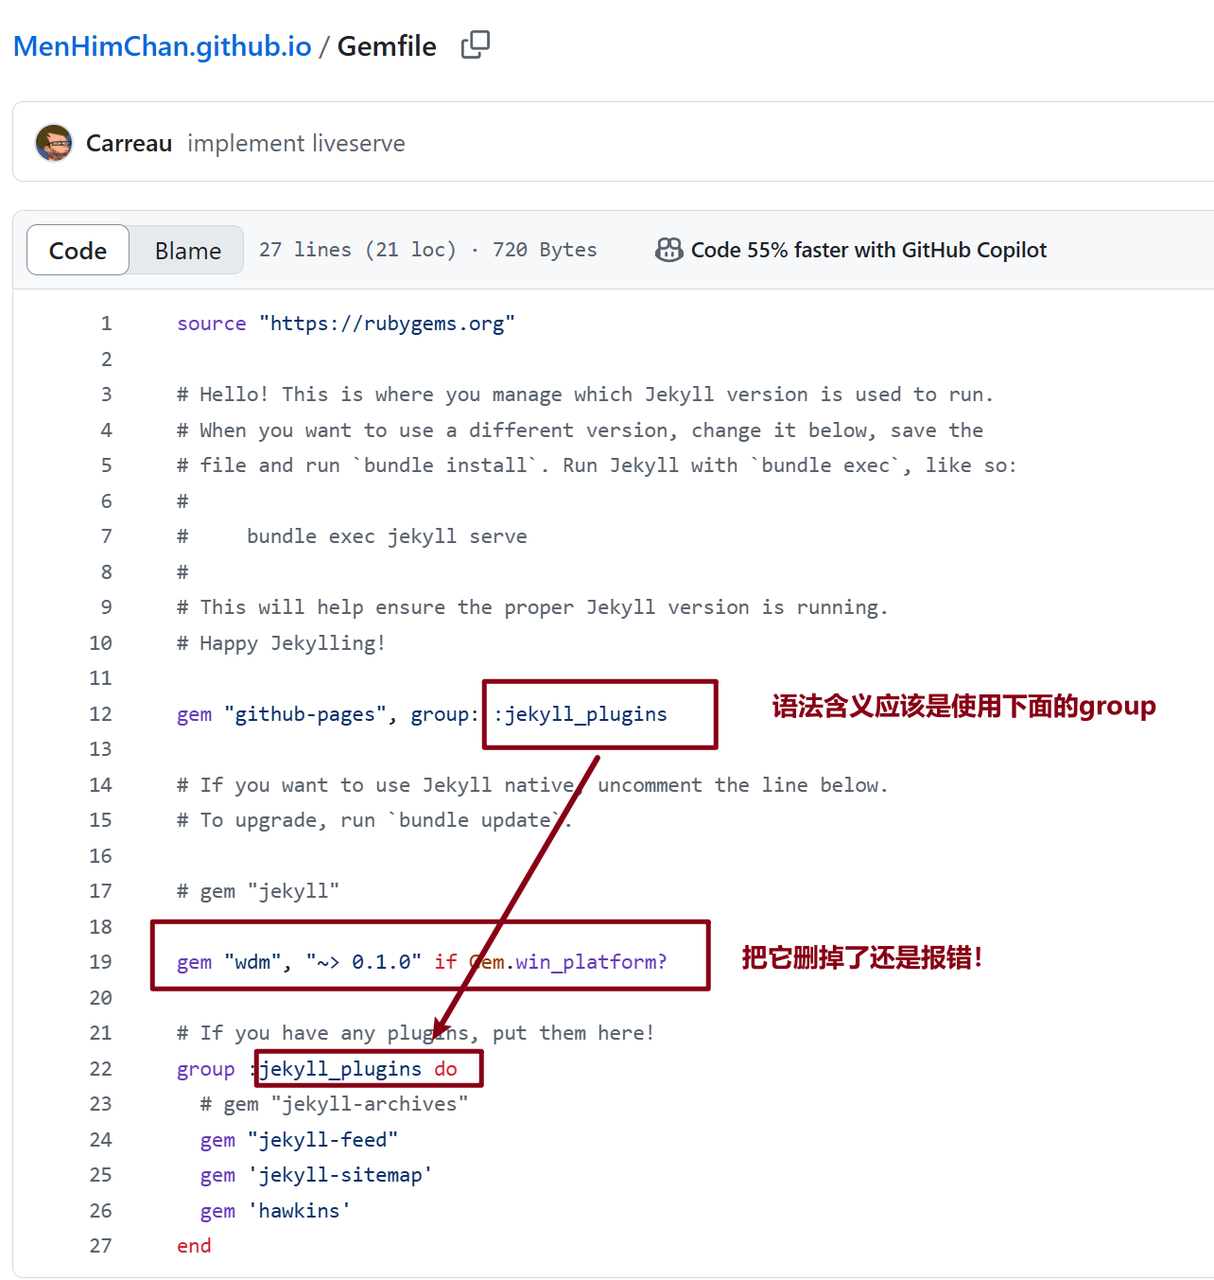 MenHimChan.github.io / Gemfile
Carreau implement liveserve
Code Blame 27 lines (21 loc) · 720 Bytes Code 55% faster with GitHub Copilot
1 source "https://rubygems.org"
2
3 # Hello! This is where you manage which Jekyll version is used to run.
4 # When you want to use a different version, change it below, save the
5 # file and run `bundle install`. Run Jekyll with `bundle exec`, like so:
6 #
7 #     bundle exec jekyll serve
8 #
9 # This will help ensure the proper Jekyll version is running.
10 # Happy Jekylling!
11
12 gem "github-pages", group: :jekyll_plugins 语法含义应该是使用下面的group
13
14 # If you want to use Jekyll native, uncomment the line below.
15 # To upgrade, run `bundle update`.
16
17 # gem "jekyll"
18
19 gem "wdm", "~> 0.1.0" if Gem.win_platform? 把它删掉了还是报错!
20
21 # If you have any plugins, put them here!
22 group :jekyll_plugins do
23   # gem "jekyll-archives"
24   gem "jekyll-feed"
25   gem 'jekyll-sitemap'
26   gem 'hawkins'
27 end